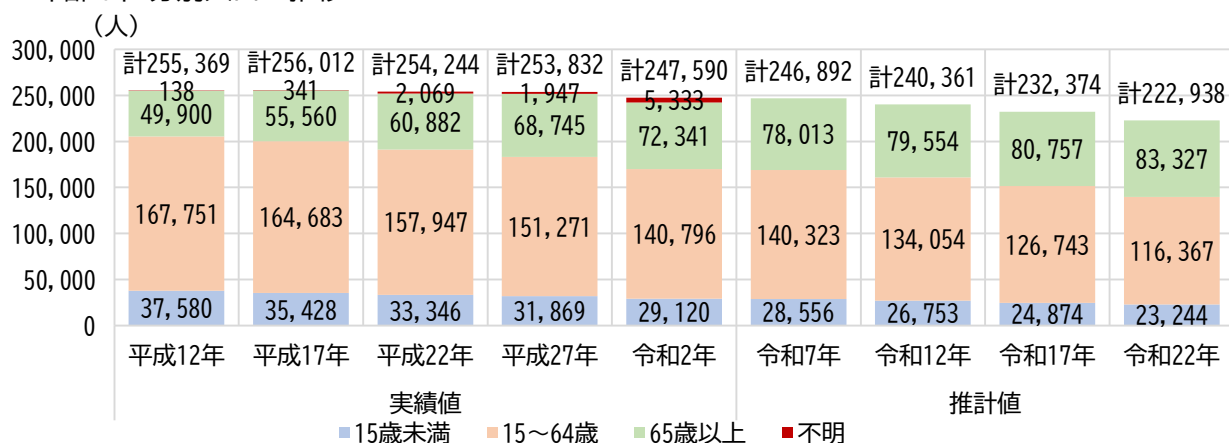 （人）
300,000
250,000
200,000
150,000
100,000
50,000
0
計255,369 計256,012 計254,244 計253,832 計247,590 計246,892 計240,361 計232,374 計222,938
138 341 2,069 1,947 5,333
49,900 55,560 60,882 68,745 72,341 78,013 79,554 80,757 83,327
167,751 164,683 157,947 151,271 140,796 140,323 134,054 126,743 116,367
37,580 35,428 33,346 31,869 29,120 28,556 26,753 24,874 23,244
平成12年 平成17年 平成22年 平成27年 令和2年 令和7年 令和12年 令和17年 令和22年
実績値 推計値
15歳未満 15～64歳 65歳以上 不明